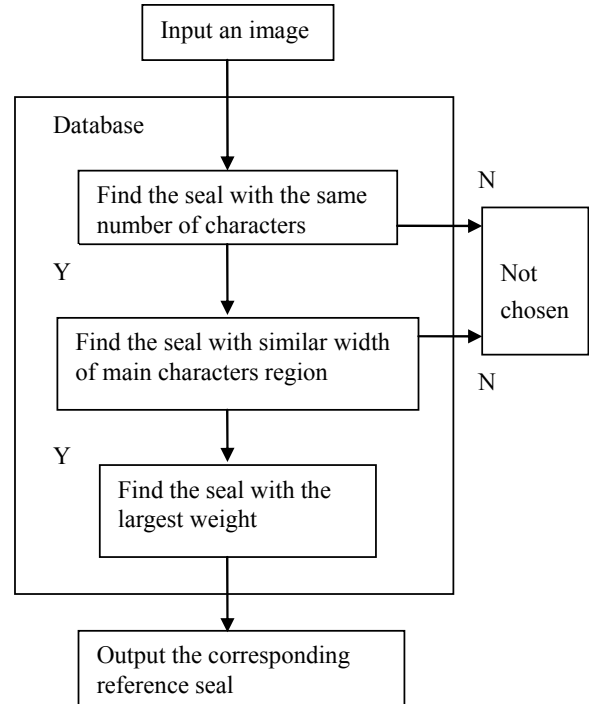 Input an image
Database
Find the seal with the same
number of characters
N
Not
chosen
Y
Find the seal with similar width
of main characters region
N
Y
Find the seal with the
largest weight
Output the corresponding
reference seal